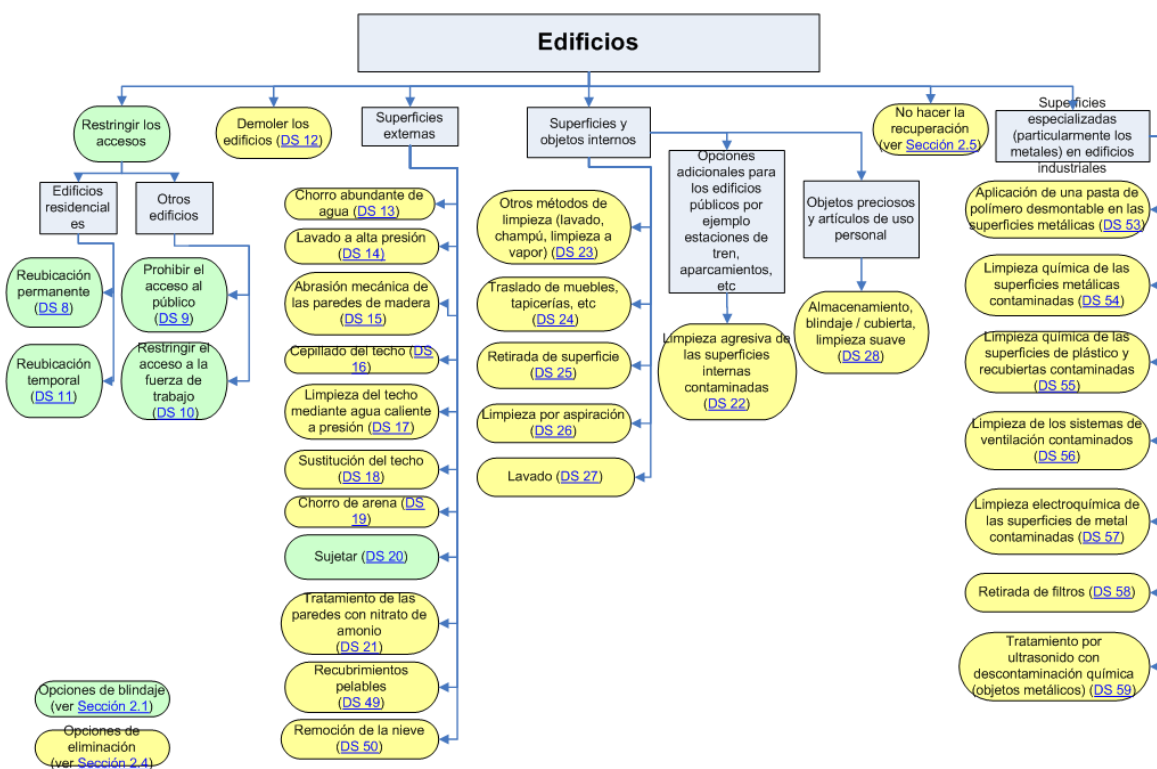 Edificios
Restringir los
accesos
Demoler los
edificios (DS 12)
Superficies
externas
Superficies y
objetos internos
No hacer la
recuperación
(ver Sección 2.5)
Superficies
especializadas
(particularmente los
metales) en edificios
industriales
Edificios
residencial
es
Otros
edificios
Reubicación
permanente
(DS 8)
Prohibir el
acceso al
público
(DS 9)
Reubicación
temporal
(DS 11)
Restringir el
acceso a la
fuerza de
trabajo
(DS 10)
Chorro abundante de
agua (DS 13)
Lavado a alta presión
(DS 14)
Abrasión mecánica de
las paredes de madera
(DS 15)
Cepillado del techo (DS
16)
Limpieza del techo
mediante agua caliente
a presión (DS 17)
Sustitución del techo
(DS 18)
Chorro de arena (DS
19)
Sujetar (DS 20)
Tratamiento de las
paredes con nitrato de
amonio
(DS 21)
Recubrimientos
pelables
(DS 49)
Remoción de la nieve
(DS 50)
Otros métodos de
limpieza (lavado,
champú, limpieza a
vapor) (DS 23)
Traslado de muebles,
tapicerías, etc
(DS 24)
Retirada de superficie
(DS 25)
Limpieza por aspiración
(DS 26)
Lavado (DS 27)
Opciones
adicionales para
los edificios
públicos por
ejemplo
estaciones de
tren,
aparcamientos,
etc
Limpieza agresiva de
las superficies
internas
contaminadas
(DS 22)
Objetos preciosos
y artículos de uso
personal
Almacenamiento,
blindaje / cubierta,
limpieza suave
(DS 28)
Aplicación de una pasta de
polímero desmontable en las
superficies metálicas (DS 53)
Limpieza química de las
superficies metálicas
contaminadas (DS 54)
Limpieza química de las
superficies de plástico y
recubiertas contaminadas
(DS 55)
Limpieza de los sistemas de
ventilación contaminados
(DS 56)
Limpieza electroquímica de
las superficies de metal
contaminadas (DS 57)
Retirada de filtros (DS 58)
Tratamiento por
ultrasonido con
descontaminación química
(objetos metálicos) (DS 59)
Opciones de blindaje
(ver Sección 2.1)
Opciones de
eliminación
(ver Sección 2.4)